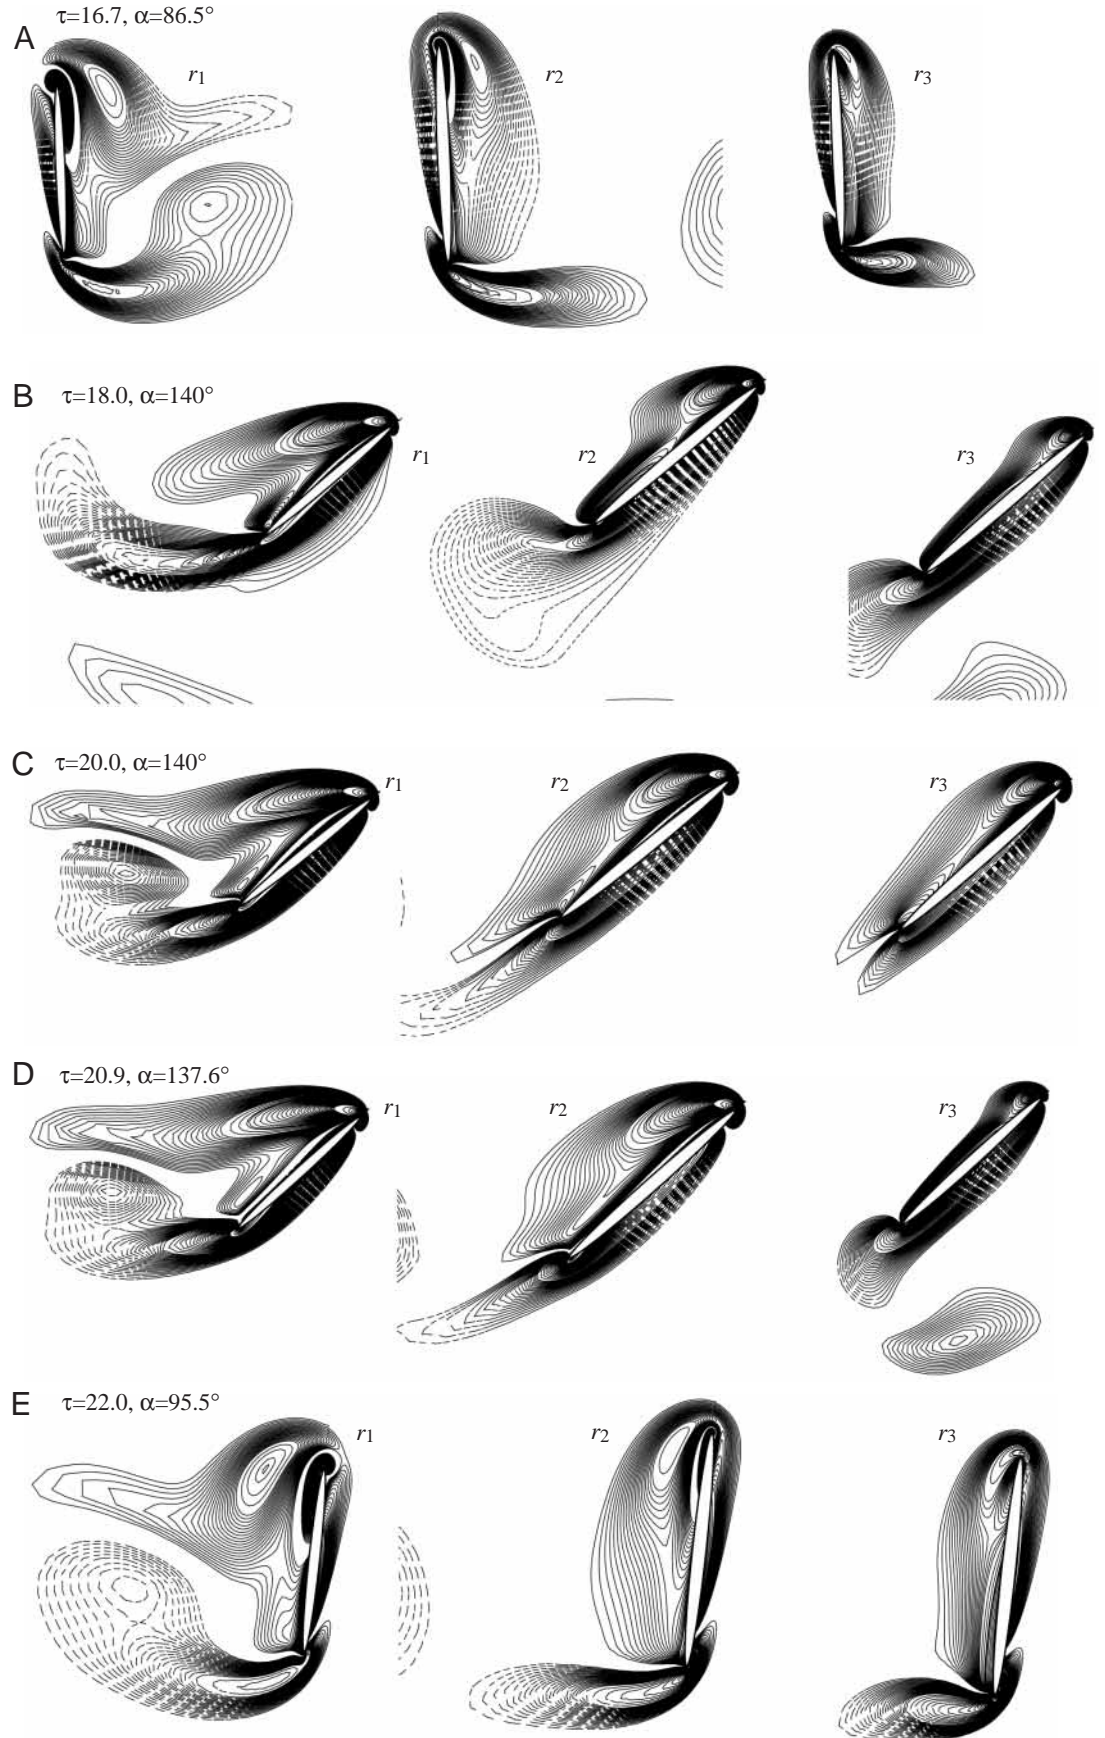 A τ=16.7, α=86.5°
r1 r2 r3
B τ=18.0, α=140°
r1 r2 r3
C τ=20.0, α=140°
r1 r2 r3
D τ=20.9, α=137.6°
r1 r2 r3
E τ=22.0, α=95.5°
r1 r2 r3